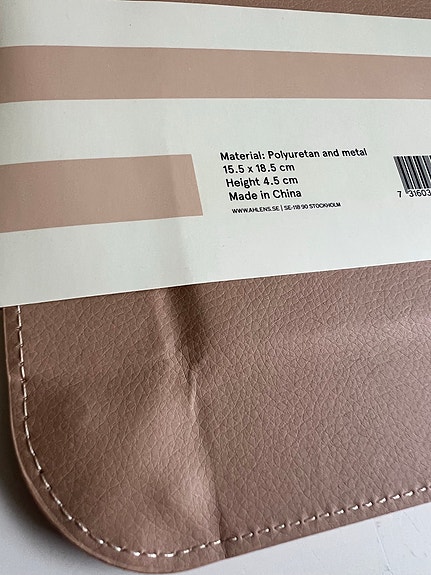 Material: Polyuretan and metal
15.5 x 18.5 cm
Height 4.5 cm
Made in China
WWW.AHLENS.SE | SE-118 90 STOCKHOLM
7 31603